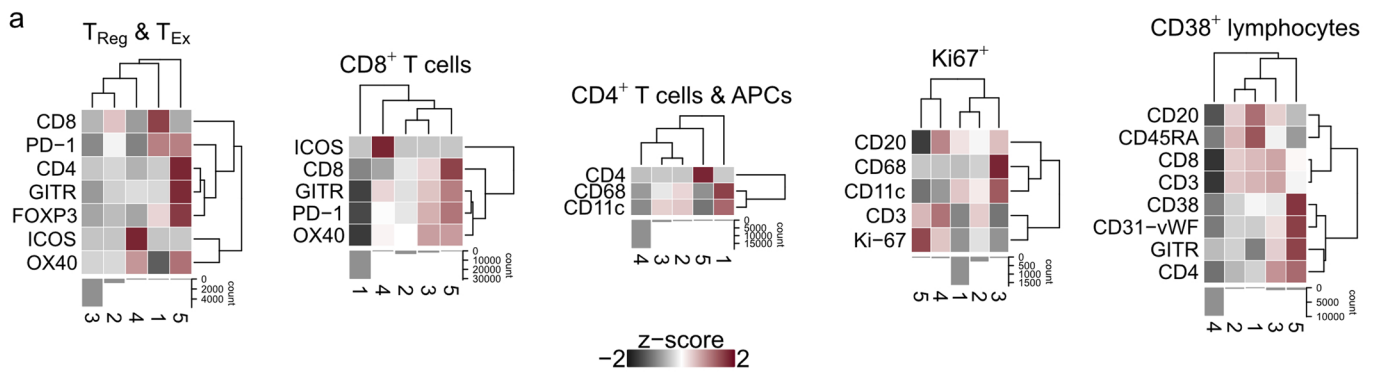 a
T_Reg & T_Ex
CD8
PD−1
CD4
GITR
FOXP3
ICOS
OX40
0
2000
4000
count
3 2 4 1 5
CD8⁺ T cells
ICOS
CD8
GITR
PD−1
OX40
0
10000
20000
30000
count
1 4 2 3 5
CD4⁺ T cells & APCs
CD4
CD68
CD11c
0
5000
10000
15000
count
4 3 2 5 1
Ki67⁺
CD20
CD68
CD11c
CD3
Ki−67
0
500
1000
1500
count
5 4 1 2 3
CD38⁺ lymphocytes
CD20
CD45RA
CD8
CD3
CD38
CD31−vWF
GITR
CD4
0
5000
10000
count
4 2 1 3 5
z−score
−2 2